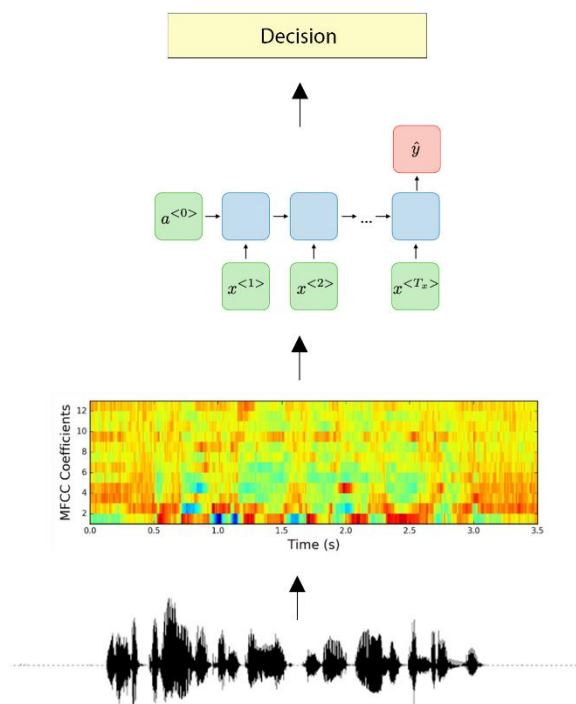 Decision
ŷ
a^{<0>}
...
x^{<1>} x^{<2>} x^{<T_x>}
MFCC Coefficients
12
10
8
6
4
2
0.0 0.5 1.0 1.5 2.0 2.5 3.0 3.5
Time (s)